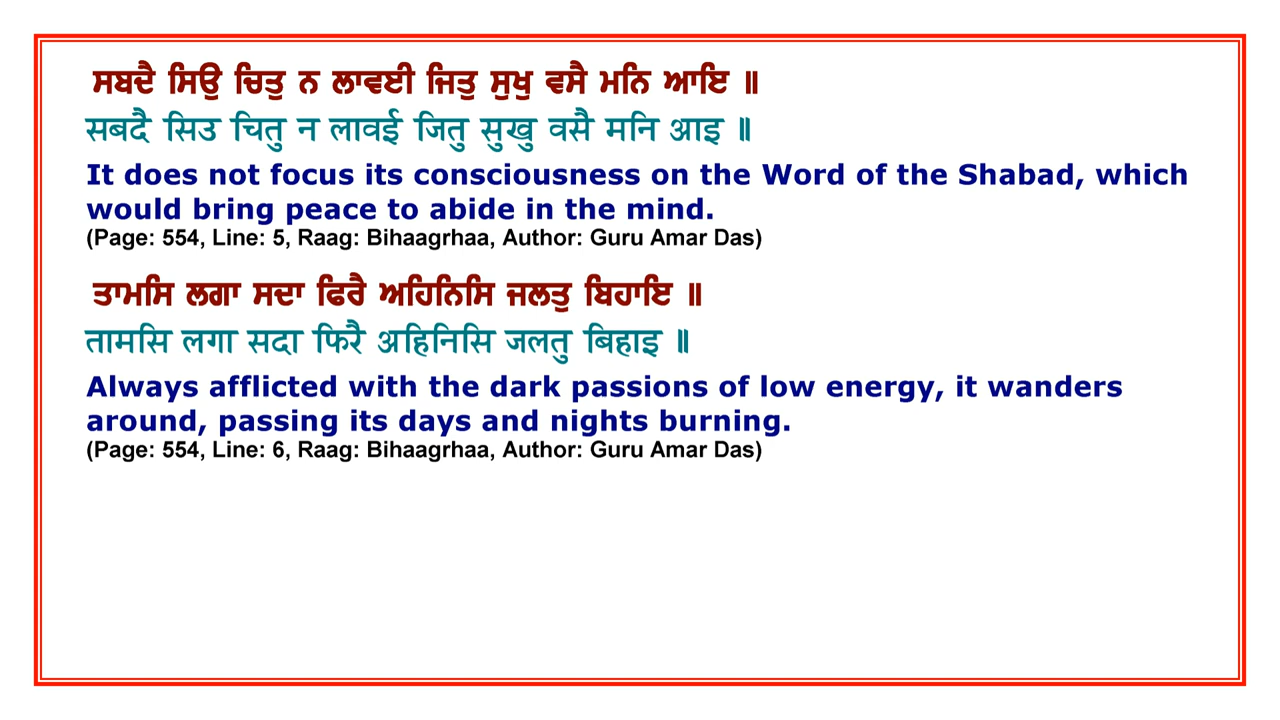 ਸਬਦੈ ਸਿਉ ਚਿਤੁ ਨ ਲਾਵਈ ਜਿਤੁ ਸੁਖੁ ਵਸੈ ਮਨਿ ਆਇ ॥
सबदै सिउ चितु न लावई जितु सुखु वसै मनि आइ ॥
It does not focus its consciousness on the Word of the Shabad, which
would bring peace to abide in the mind.
(Page: 554, Line: 5, Raag: Bihaagrhaa, Author: Guru Amar Das)
ਤਾਮਸਿ ਲਗਾ ਸਦਾ ਫਿਰੈ ਅਹਿਨਿਸਿ ਜਲਤੁ ਬਿਹਾਇ ॥
तामसि लगा सदा फिरै अहिनिसि जलतु बिहाइ ॥
Always afflicted with the dark passions of low energy, it wanders
around, passing its days and nights burning.
(Page: 554, Line: 6, Raag: Bihaagrhaa, Author: Guru Amar Das)